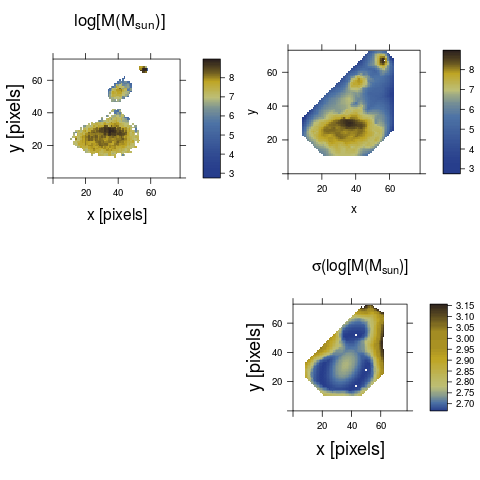 log[M(Msun)]
60
40
20
y [pixels]
20 40 60
x [pixels]
8
7
6
5
4
3
60
40
20
0
y
20 40 60
x
8
7
6
5
4
3
σ(log[M(Msun)]
60
40
20
y [pixels]
20 40 60
x [pixels]
3.15
3.10
3.05
3.00
2.95
2.90
2.85
2.80
2.75
2.70